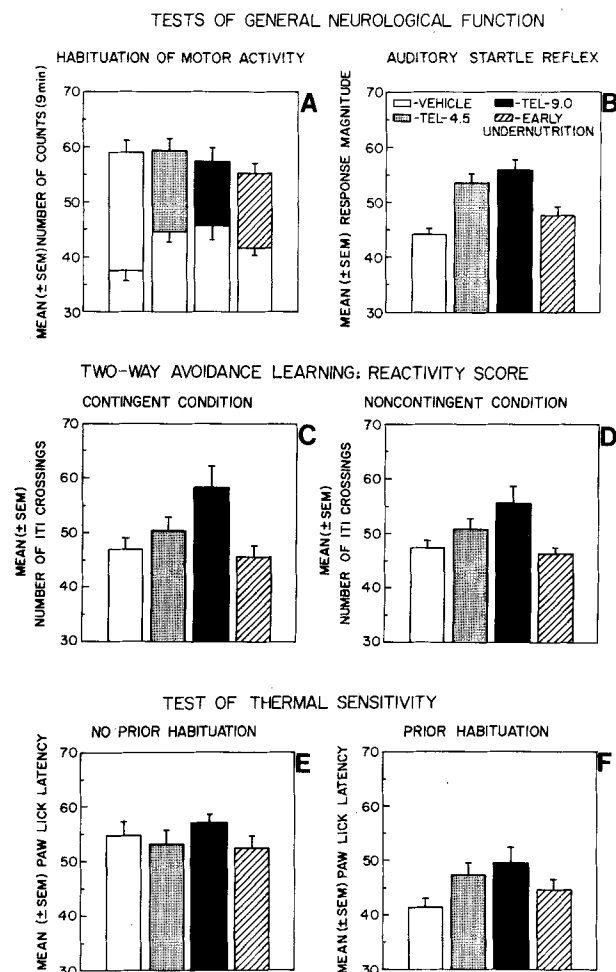 TESTS OF GENERAL NEUROLOGICAL FUNCTION
HABITUATION OF MOTOR ACTIVITY
A
MEAN (± SEM) NUMBER OF COUNTS (9min)
70
60
50
40
30
AUDITORY STARTLE REFLEX
B
MEAN (± SEM) RESPONSE MAGNITUDE
70
60
50
40
30
-VEHICLE
-TEL-9.0
-TEL-4.5
-EARLY
UNDERNUTRITION
TWO-WAY AVOIDANCE LEARNING: REACTIVITY SCORE
CONTINGENT CONDITION
C
MEAN (± SEM)
NUMBER OF ITI CROSSINGS
70
60
50
40
30
NONCONTINGENT CONDITION
D
MEAN (± SEM)
NUMBER OF ITI CROSSINGS
70
60
50
40
30
TEST OF THERMAL SENSITIVITY
NO PRIOR HABITUATION
E
MEAN (± SEM) PAW LICK LATENCY
70
60
50
40
30
PRIOR HABITUATION
F
MEAN (± SEM) PAW LICK LATENCY
70
60
50
40
30